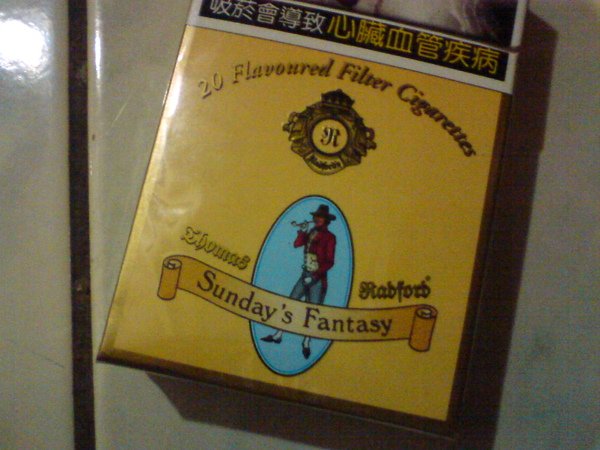 吸菸會導致心臟血管疾病
20 Flavoured Filter Cigarettes
R
Radford's
Thomas Radford®
Sunday's Fantasy